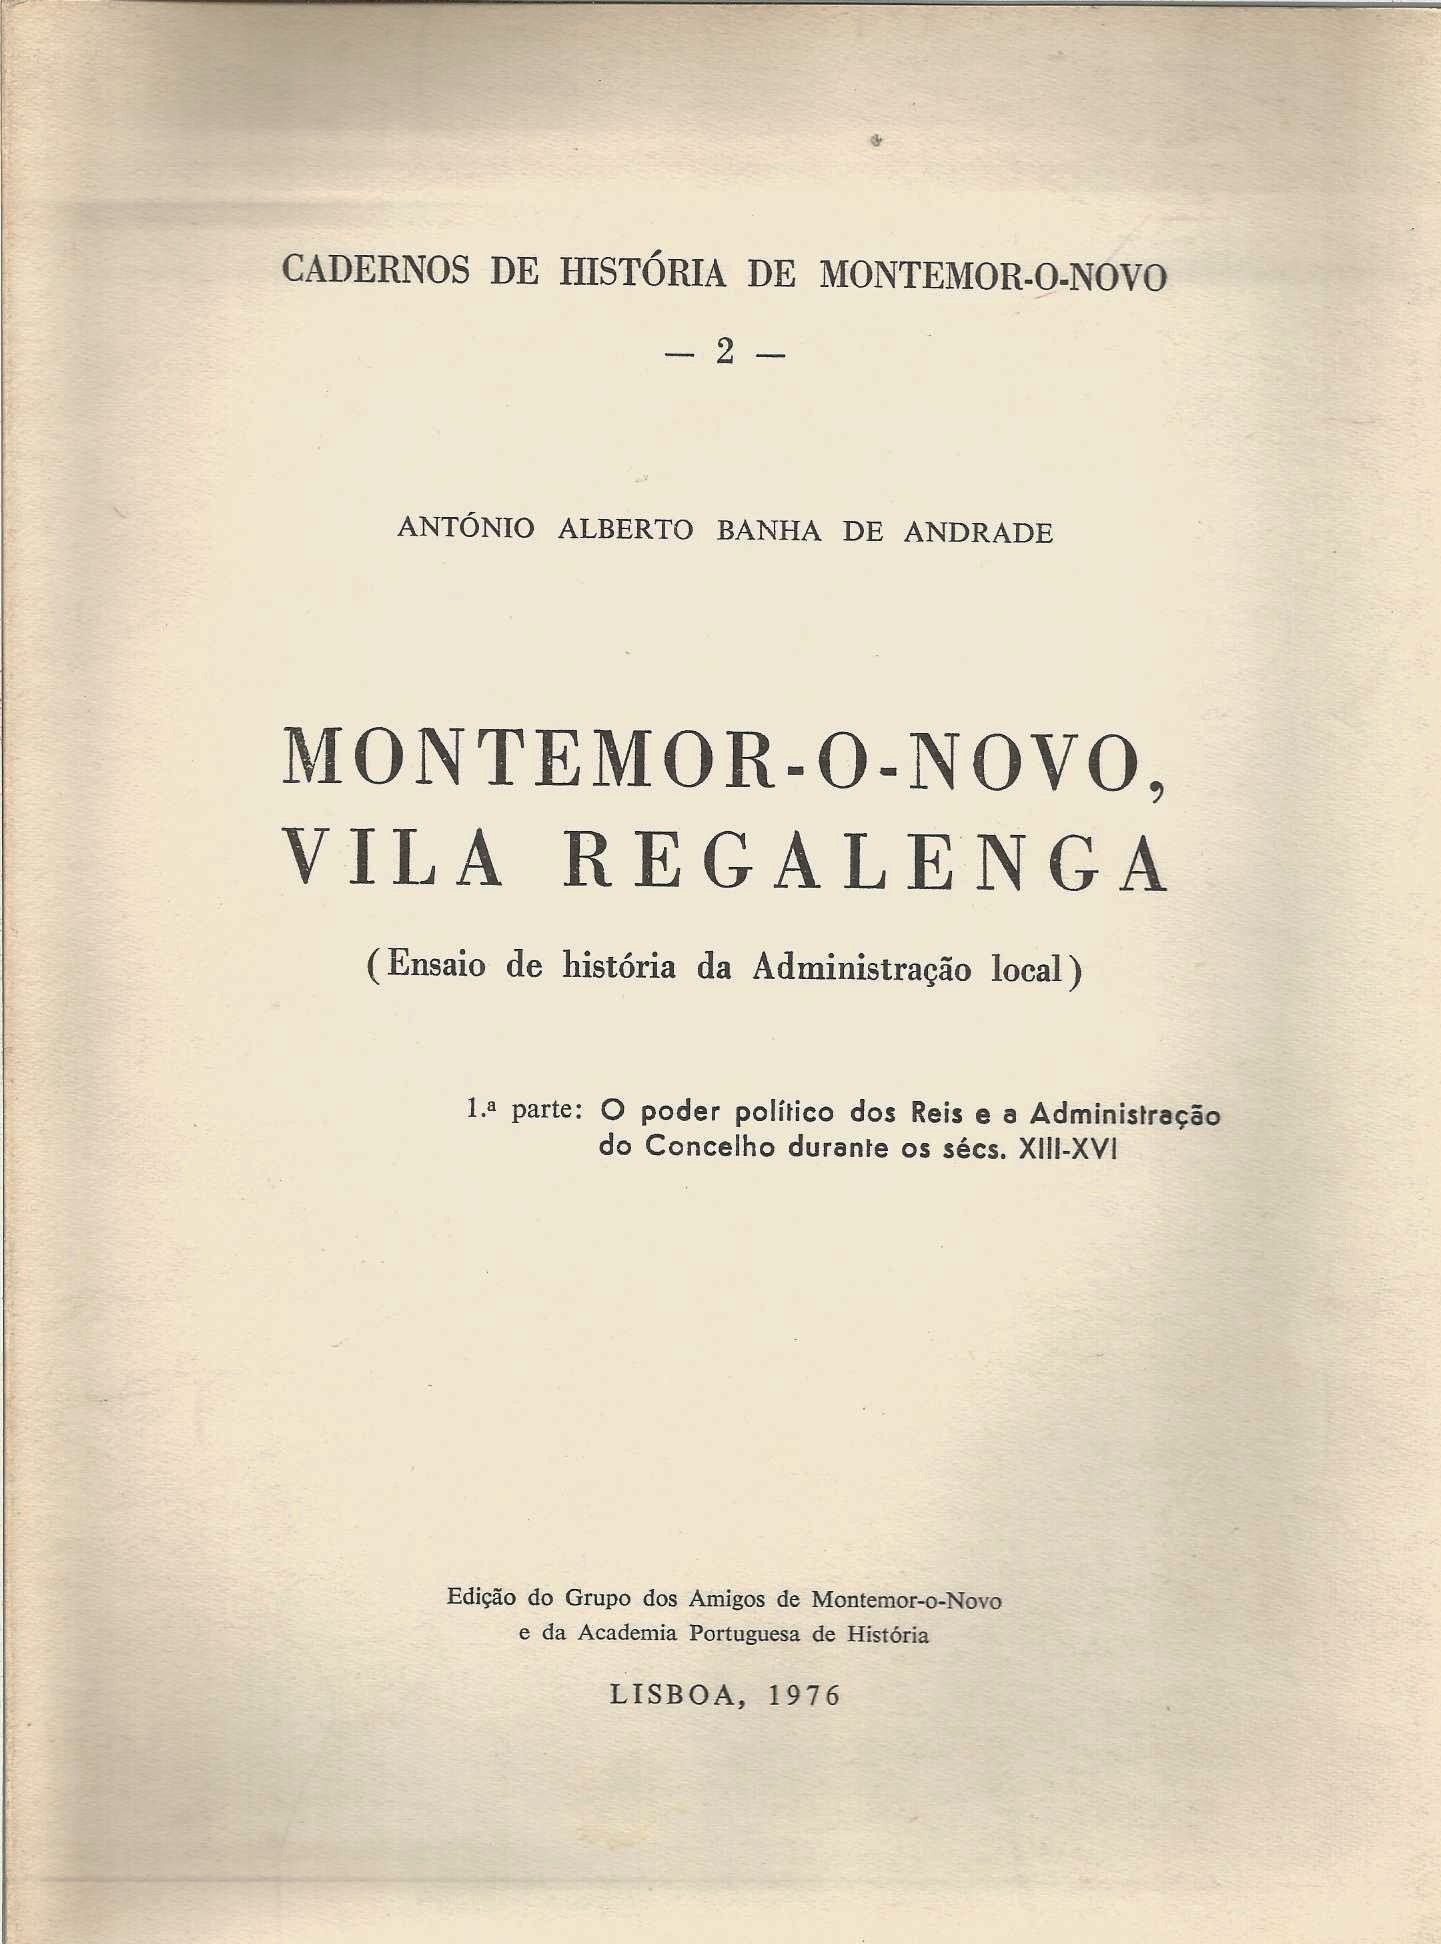 CADERNOS DE HISTÓRIA DE MONTEMOR-O-NOVO
— 2 —
ANTÓNIO ALBERTO BANHA DE ANDRADE
MONTEMOR-O-NOVO,
VILA REGALENGA
(Ensaio de história da Administração local)
1.ª parte: O poder político dos Reis e a Administração
do Concelho durante os sécs. XIII-XVI
Edição do Grupo dos Amigos de Montemor-o-Novo
e da Academia Portuguesa de História
LISBOA, 1976